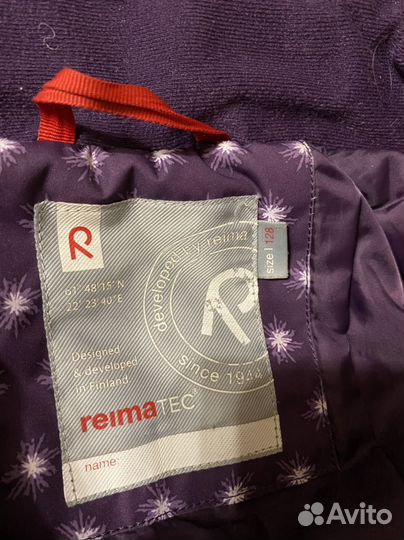 R
61° 48'15"N
22° 23'40"E
developed by reima
R
since 1944
size | 128
Designed
& developed
in Finland
reimaTEC®
name:
Avito